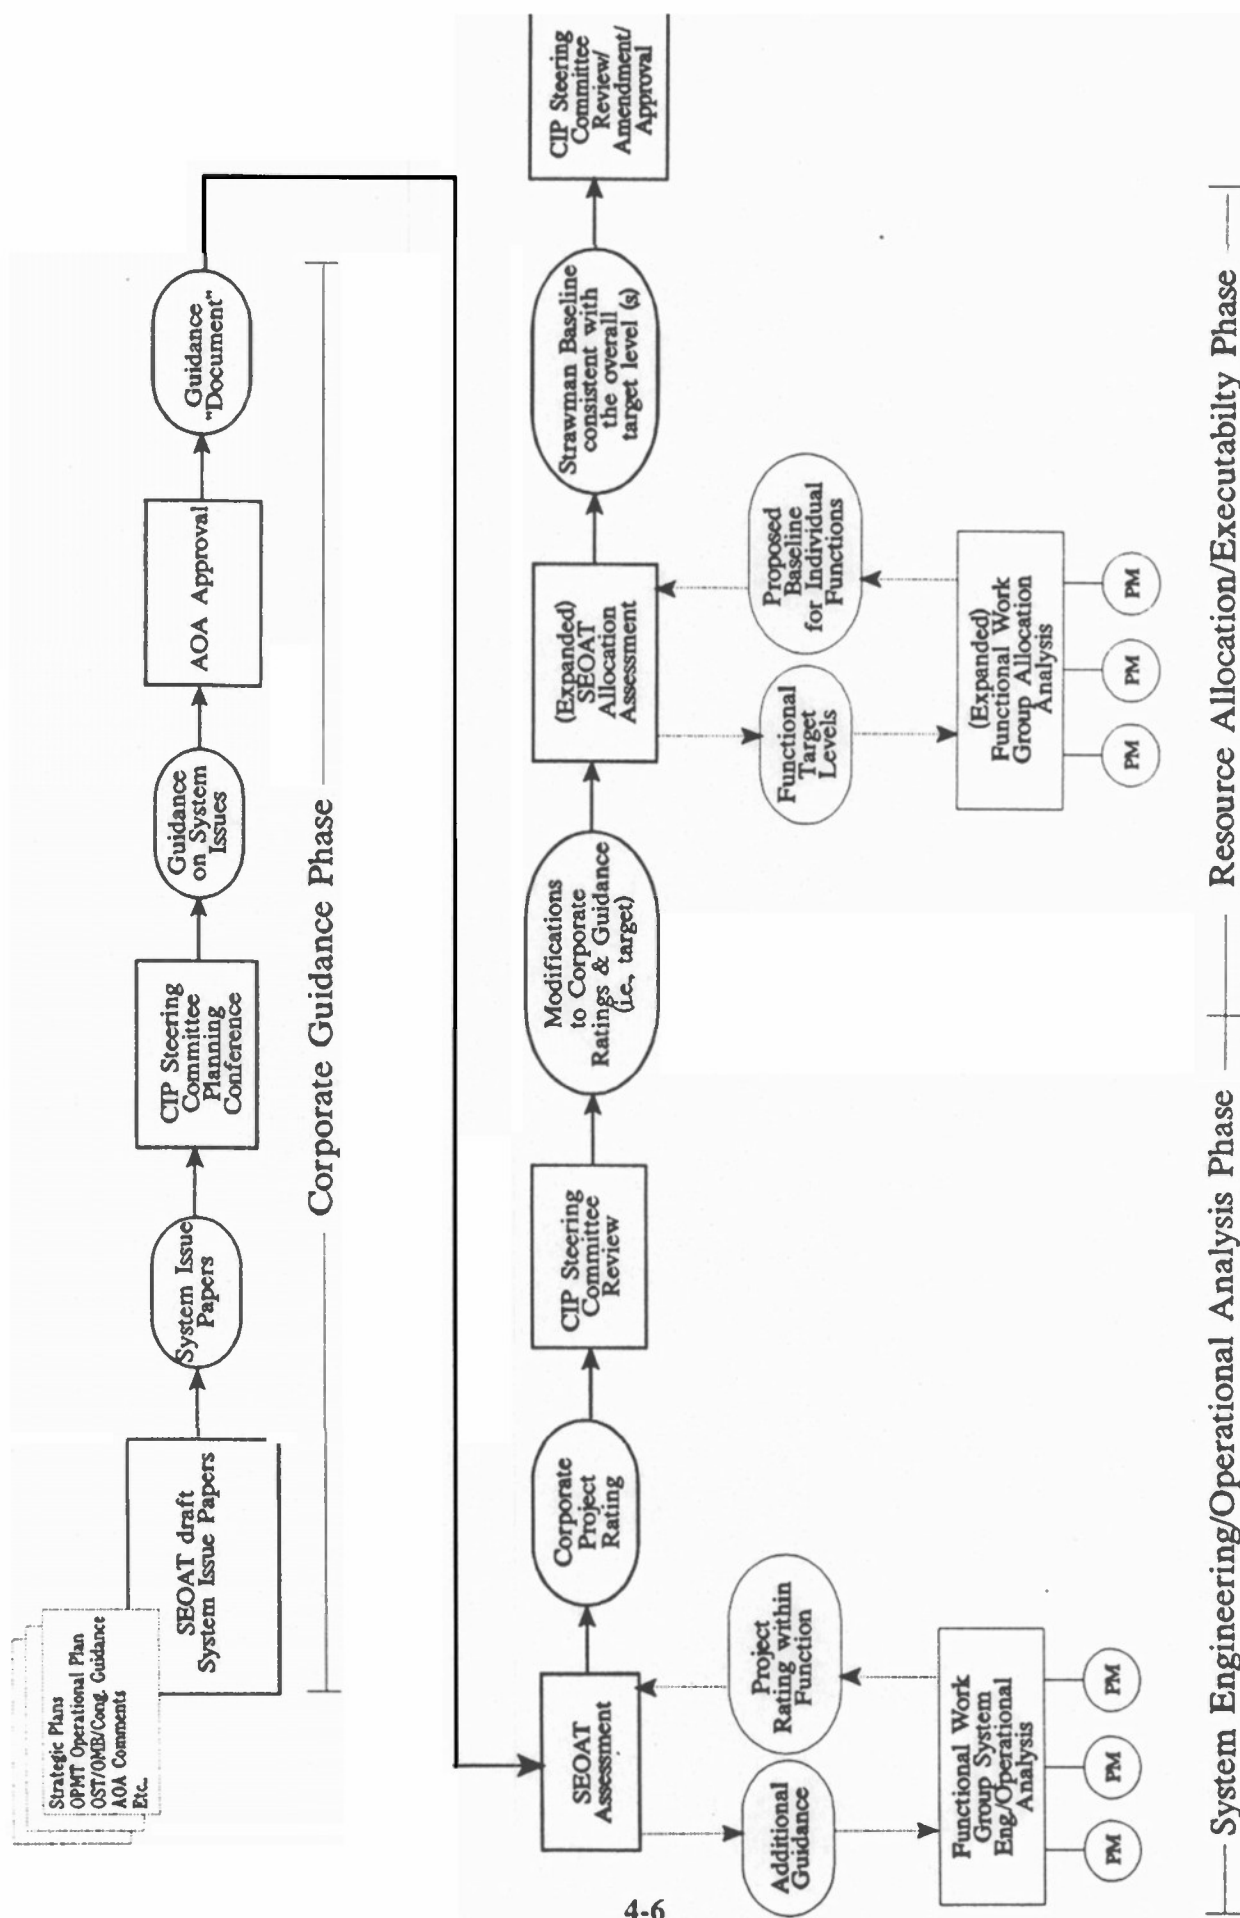 Strategic Plans
OPMT Operational Plan
OST/OMB/Cong. Guidance
AOA Comments
Etc..
SEOAT draft
System Issue Papers
System Issue
Papers
CIP Steering
Committee
Planning
Conference
Guidance
on System
Issues
AOA Approval
Guidance
"Document"
Corporate Guidance Phase
SEOAT
Assessment
Corporate
Project
Rating
CIP Steering
Committee
Review
Modifications
to Corporate
Ratings & Guidance
(i.e., target)
(Expanded)
SEOAT
Allocation
Assessment
Strawman Baseline
consistent with
the overall
target level (s)
CIP Steering
Committee
Review/
Amendment/
Approval
Additional
Guidance
Project
Rating within
Function
Functional
Target
Levels
Proposed
Baseline
for Individual
Functions
Functional Work
Group System
Eng./Operational
Analysis
(Expanded)
Functional Work
Group Allocation
Analysis
PM
PM
PM
PM
PM
PM
System Engineering/Operational Analysis Phase
Resource Allocation/Executabilty Phase
4-6